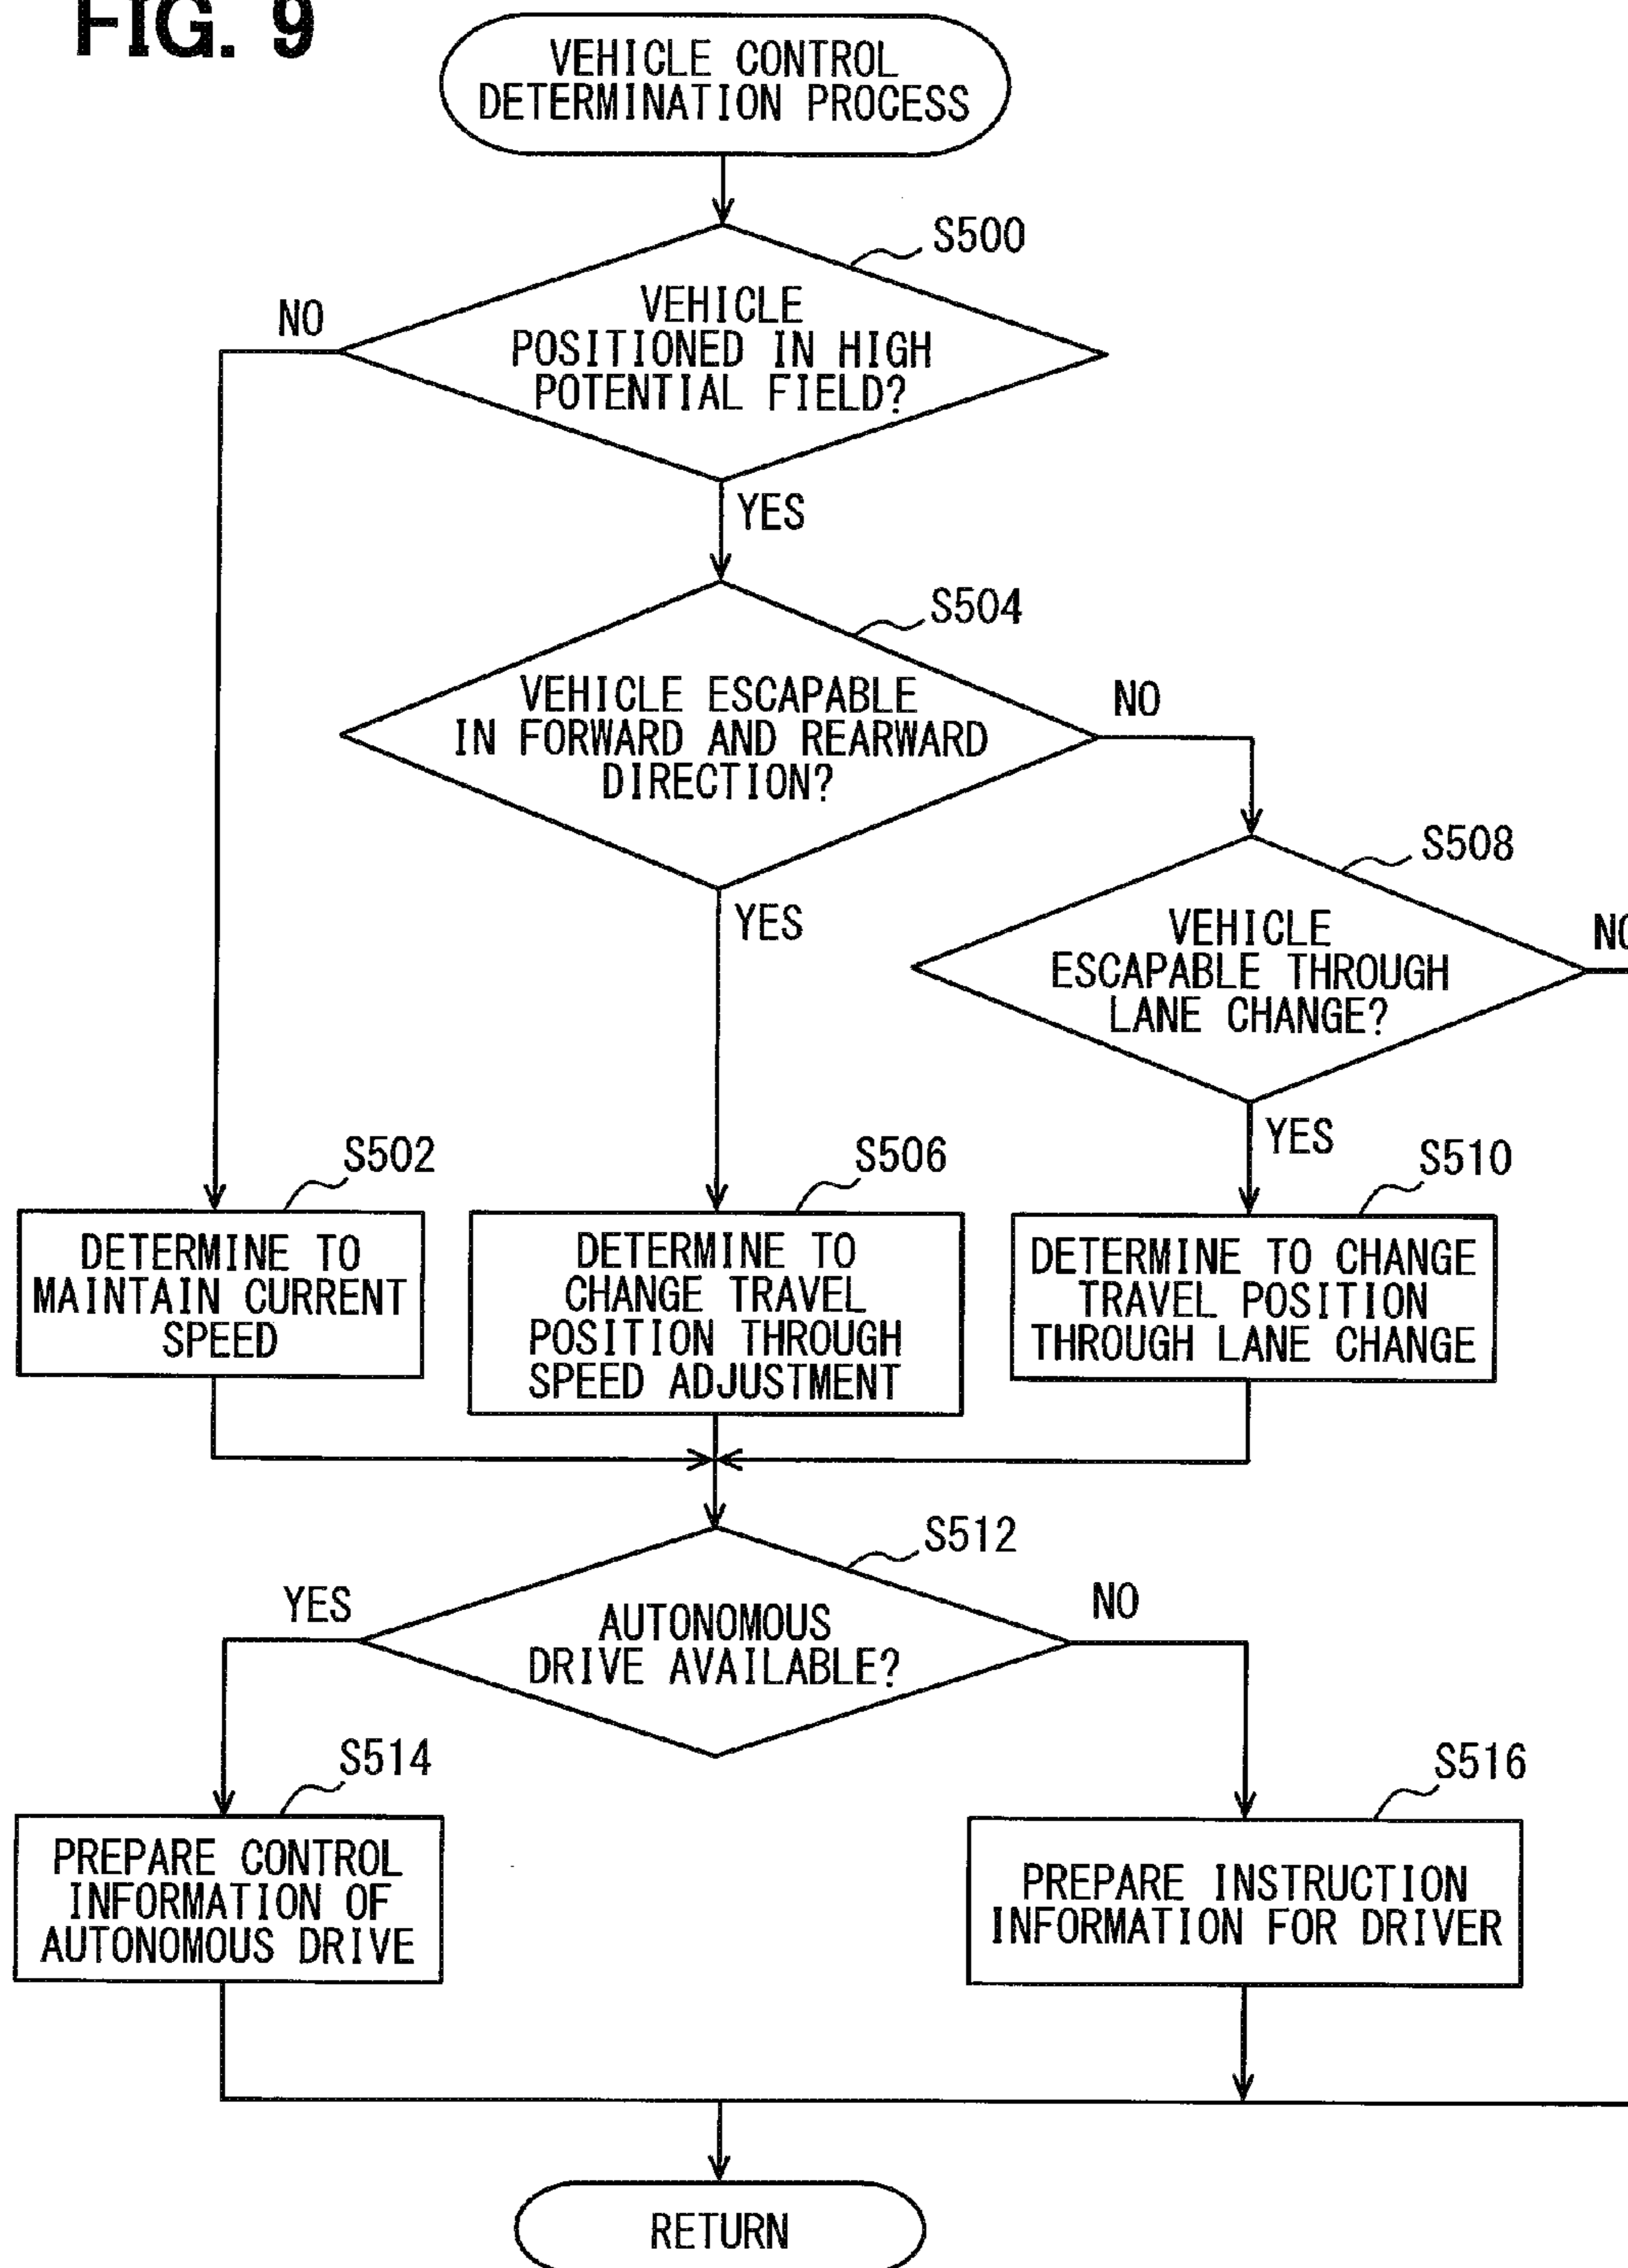 FIG. 9
VEHICLE CONTROL
DETERMINATION PROCESS
S500
VEHICLE
POSITIONED IN HIGH
POTENTIAL FIELD?
NO
YES
S504
VEHICLE ESCAPABLE
IN FORWARD AND REARWARD
DIRECTION?
NO
YES
S508
VEHICLE
ESCAPABLE THROUGH
LANE CHANGE?
NO
YES
S502
DETERMINE TO
MAINTAIN CURRENT
SPEED
S506
DETERMINE TO
CHANGE TRAVEL
POSITION THROUGH
SPEED ADJUSTMENT
S510
DETERMINE TO CHANGE
TRAVEL POSITION
THROUGH LANE CHANGE
S512
AUTONOMOUS
DRIVE AVAILABLE?
YES
NO
S514
PREPARE CONTROL
INFORMATION OF
AUTONOMOUS DRIVE
S516
PREPARE INSTRUCTION
INFORMATION FOR DRIVER
RETURN